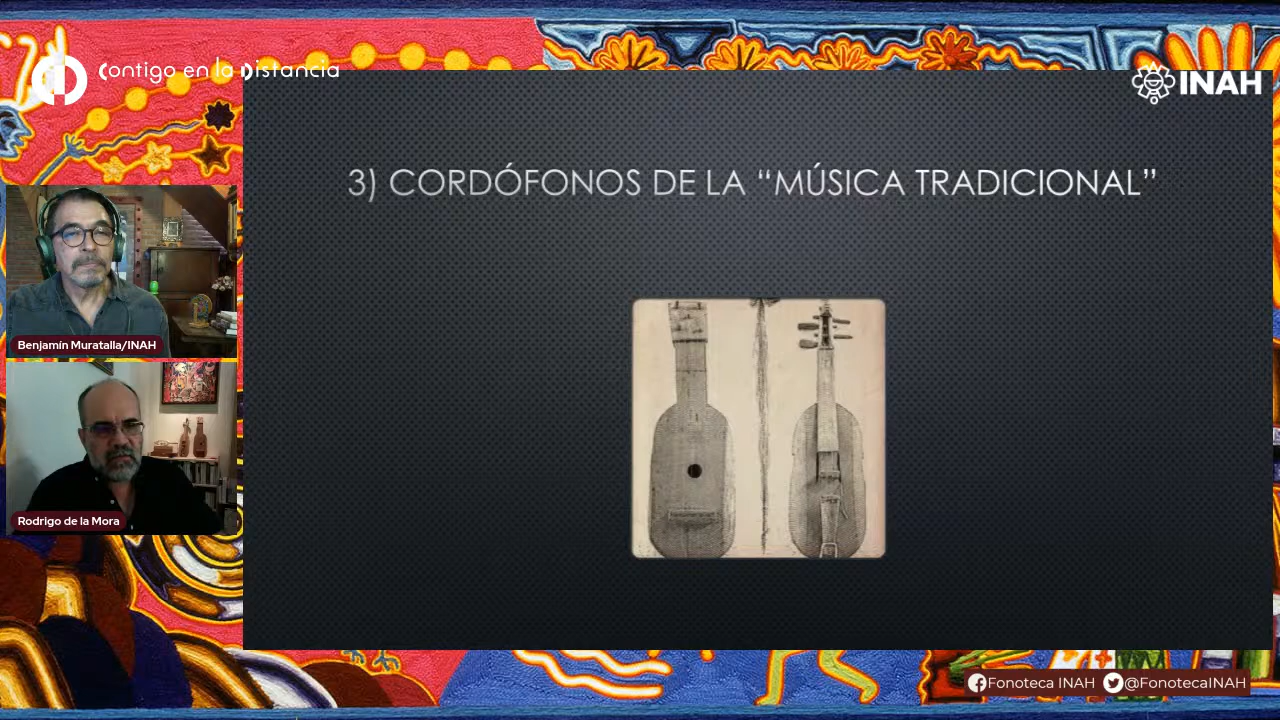 Contigo en la Distancia
INAH
3) CORDÓFONOS DE LA “MÚSICA TRADICIONAL”
Benjamín Muratalla/INAH
Rodrigo de la Mora
Fonoteca INAH
@FonotecaINAH